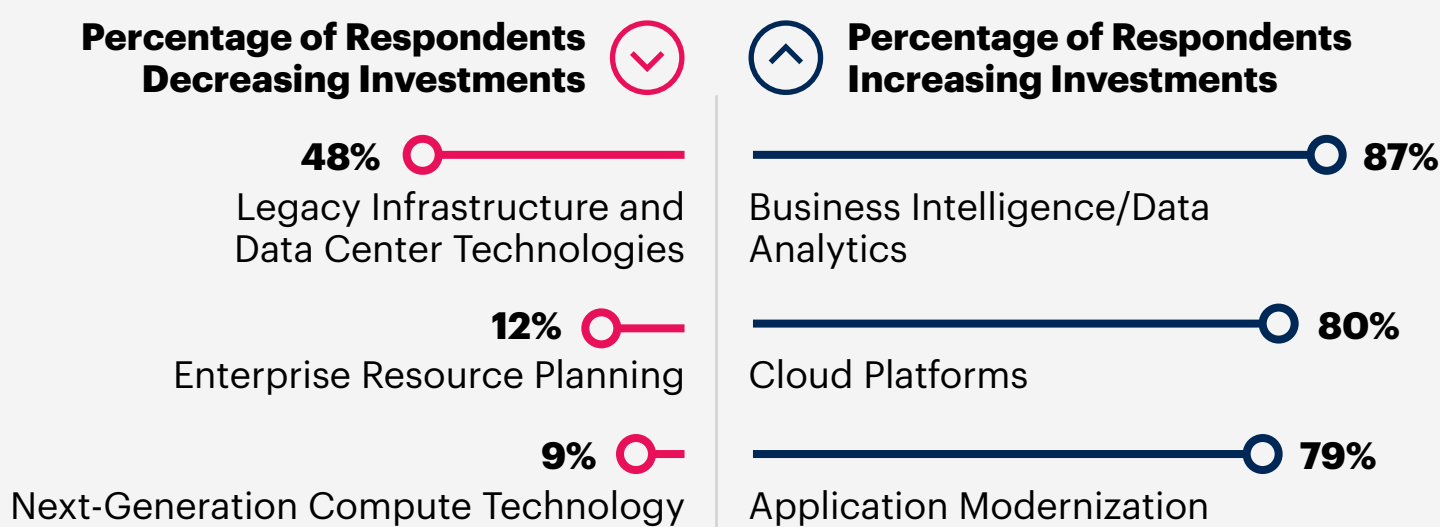 Percentage of Respondents
Decreasing Investments
48%
Legacy Infrastructure and
Data Center Technologies
12%
Enterprise Resource Planning
9%
Next-Generation Compute Technology
Percentage of Respondents
Increasing Investments
87%
Business Intelligence/Data
Analytics
80%
Cloud Platforms
79%
Application Modernization